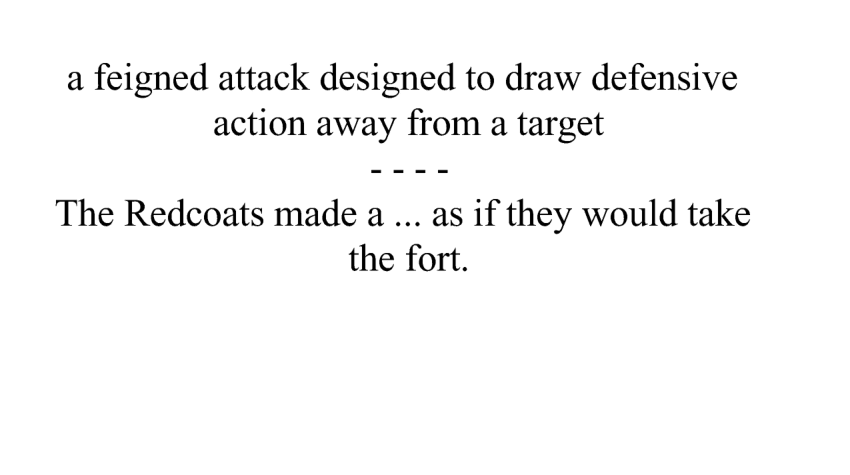 a feigned attack designed to draw defensive
action away from a target
- - - -
The Redcoats made a ... as if they would take
the fort.